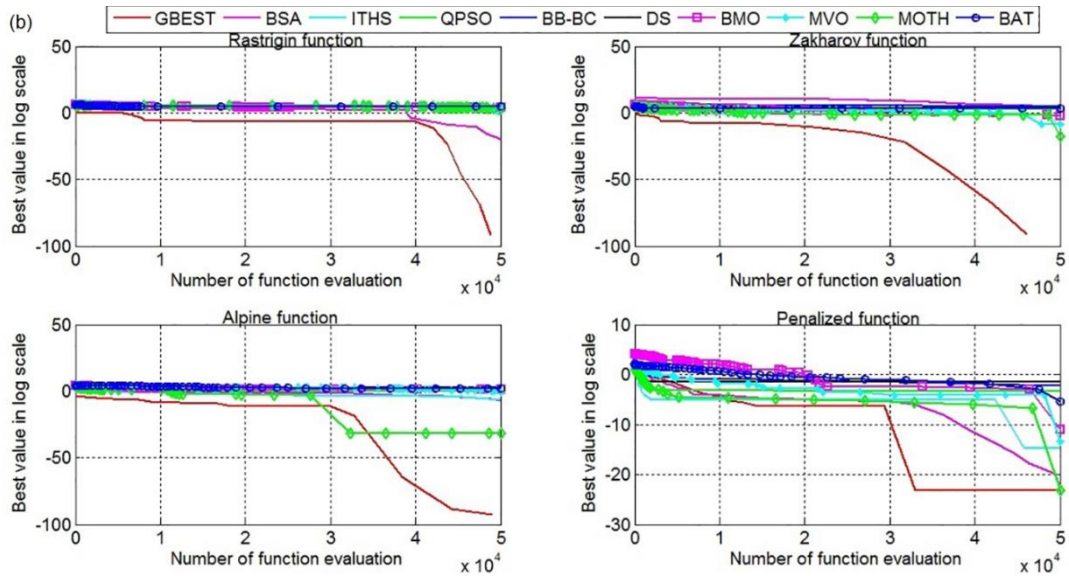 (b)
GBEST BSA ITHS QPSO BB-BC DS BMO MVO MOTH BAT
Rastrigin function
Best value in log scale
50
0
-50
-100
0 1 2 3 4 5
x 10^4
Number of function evaluation
Zakharov function
Best value in log scale
50
0
-50
-100
0 1 2 3 4 5
x 10^4
Number of function evaluation
Alpine function
Best value in log scale
50
0
-50
-100
0 1 2 3 4 5
x 10^4
Number of function evaluation
Penalized function
Best value in log scale
10
0
-10
-20
-30
0 1 2 3 4 5
x 10^4
Number of function evaluation